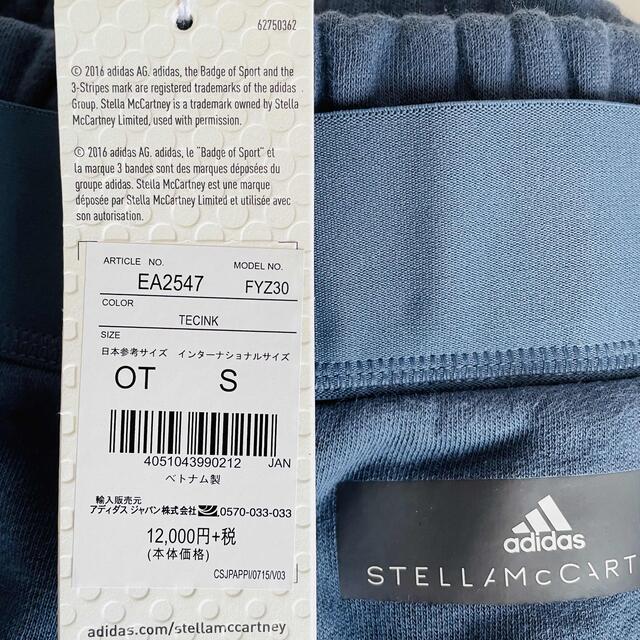 62750362
© 2016 adidas AG. adidas, the Badge of Sport and the
3-Stripes mark are registered trademarks of the adidas
Group. Stella McCartney is a trademark owned by Stella
McCartney Limited, used with permission.
© 2016 adidas AG. adidas, le "Badge of Sport" et
la marque 3 bandes sont des marques déposées du
groupe adidas. Stella McCartney est une marque
déposée par Stella McCartney Limited et utilisée avec
son autorisation.
ARTICLE NO. MODEL NO.
EA2547 FYZ30
COLOR
TECINK
SIZE
日本参考サイズ インターナショナルサイズ
OT S
4051043990212 JAN
ベトナム製
輸入販売元
アディダス ジャパン株式会社 0570-033-033
12,000円+税
(本体価格)
CSJPAPPI/0715/V03
adidas.com/stellamccartney
adidas
STELLAMCCART